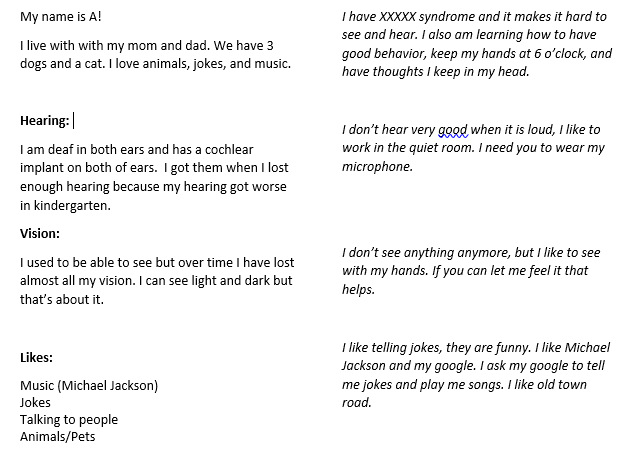 My name is A!
I live with with my mom and dad. We have 3
dogs and a cat. I love animals, jokes, and music.
Hearing:
I am deaf in both ears and has a cochlear
implant on both of ears.  I got them when I lost
enough hearing because my hearing got worse
in kindergarten.
Vision:
I used to be able to see but over time I have lost
almost all my vision. I can see light and dark but
that’s about it.
Likes:
Music (Michael Jackson)
Jokes
Talking to people
Animals/Pets
I have XXXXX syndrome and it makes it hard to
see and hear. I also am learning how to have
good behavior, keep my hands at 6 o’clock, and
have thoughts I keep in my head.
I don’t hear very good when it is loud, I like to
work in the quiet room. I need you to wear my
microphone.
I don’t see anything anymore, but I like to see
with my hands. If you can let me feel it that
helps.
I like telling jokes, they are funny. I like Michael
Jackson and my google. I ask my google to tell
me jokes and play me songs. I like old town
road.